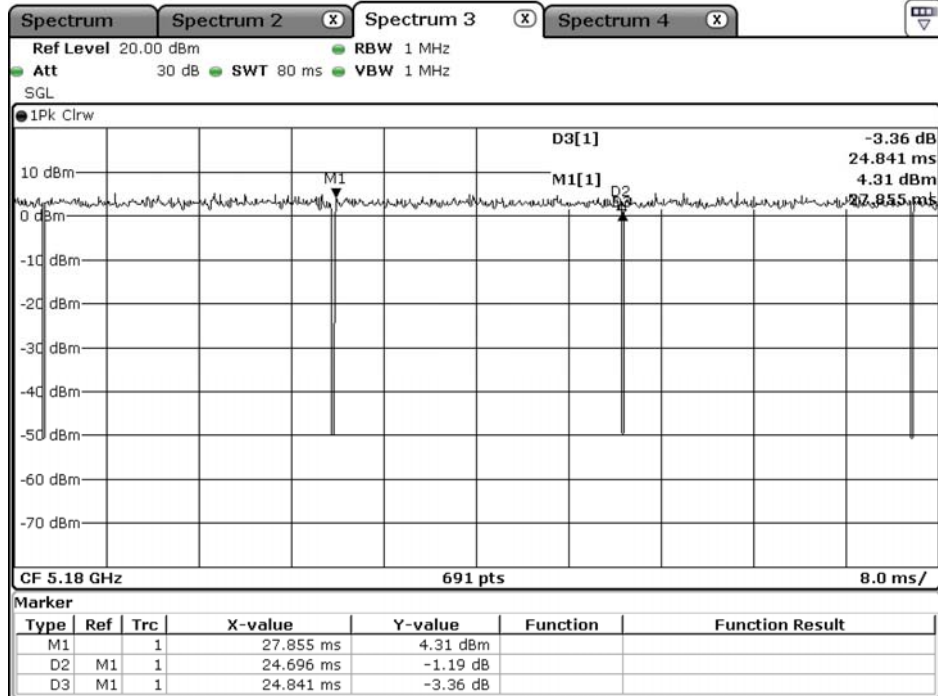 Spectrum Spectrum 2 X Spectrum 3 X Spectrum 4 X
Ref Level 20.00 dBm RBW 1 MHz
Att 30 dB SWT 80 ms VBW 1 MHz
SGL
1Pk Clrw
D3[1] -3.36 dB
24.841 ms
10 dBm M1 M1[1] 4.31 dBm
D2 27.855 ms
D3
0 dBm
-10 dBm
-20 dBm
-30 dBm
-40 dBm
-50 dBm
-60 dBm
-70 dBm
CF 5.18 GHz 691 pts 8.0 ms/
Marker
Type Ref Trc X-value Y-value Function Function Result
M1 1 27.855 ms 4.31 dBm
D2 M1 1 24.696 ms -1.19 dB
D3 M1 1 24.841 ms -3.36 dB